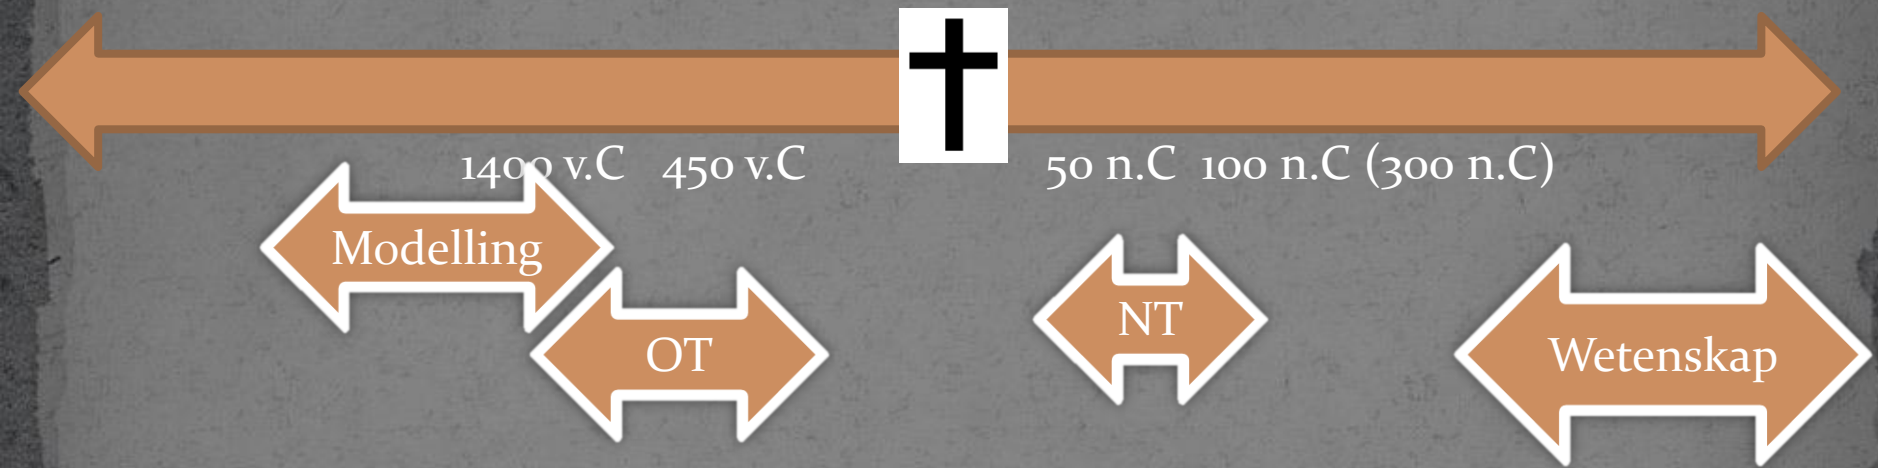 1400 v.C 450 v.C 50 n.C 100 n.C (300 n.C)
Modelling
OT
NT
Wetenskap